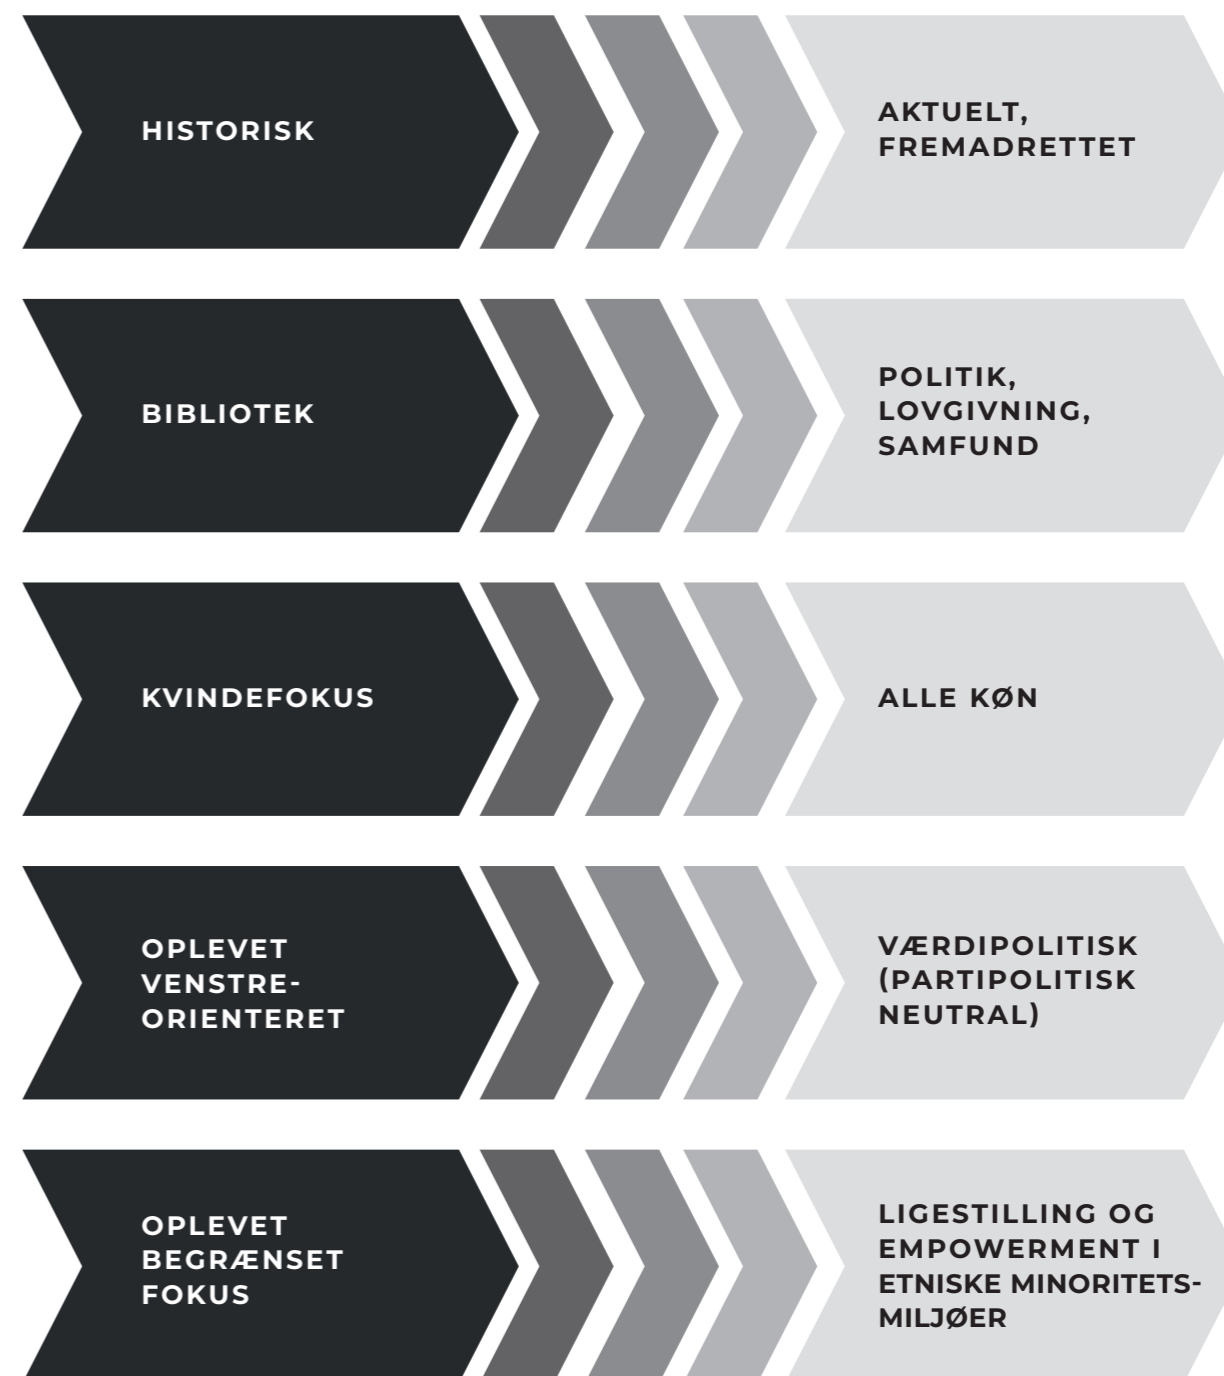 HISTORISK
AKTUELT,
FREMADRETTET
BIBLIOTEK
POLITIK,
LOVGIVNING,
SAMFUND
KVINDEFOKUS
ALLE KØN
OPLEVET
VENSTRE-
ORIENTERET
VÆRDIPOLITISK
(PARTIPOLITISK
NEUTRAL)
OPLEVET
BEGRÆNSET
FOKUS
LIGESTILLING OG
EMPOWERMENT I
ETNISKE MINORITETS-
MILJØER